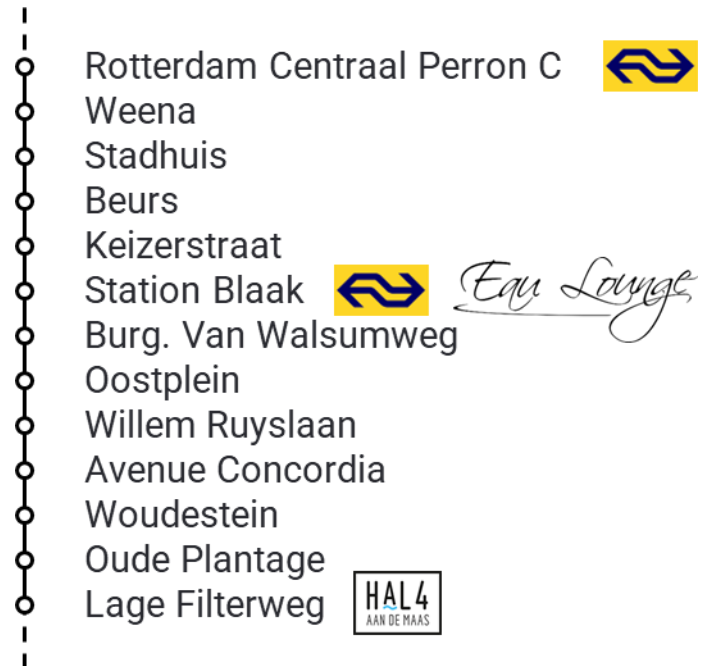 Rotterdam Centraal Perron C
Weena
Stadhuis
Beurs
Keizerstraat
Station Blaak Eau Lounge
Burg. Van Walsumweg
Oostplein
Willem Ruyslaan
Avenue Concordia
Woudestein
Oude Plantage
Lage Filterweg HAL4
AAN DE MAAS